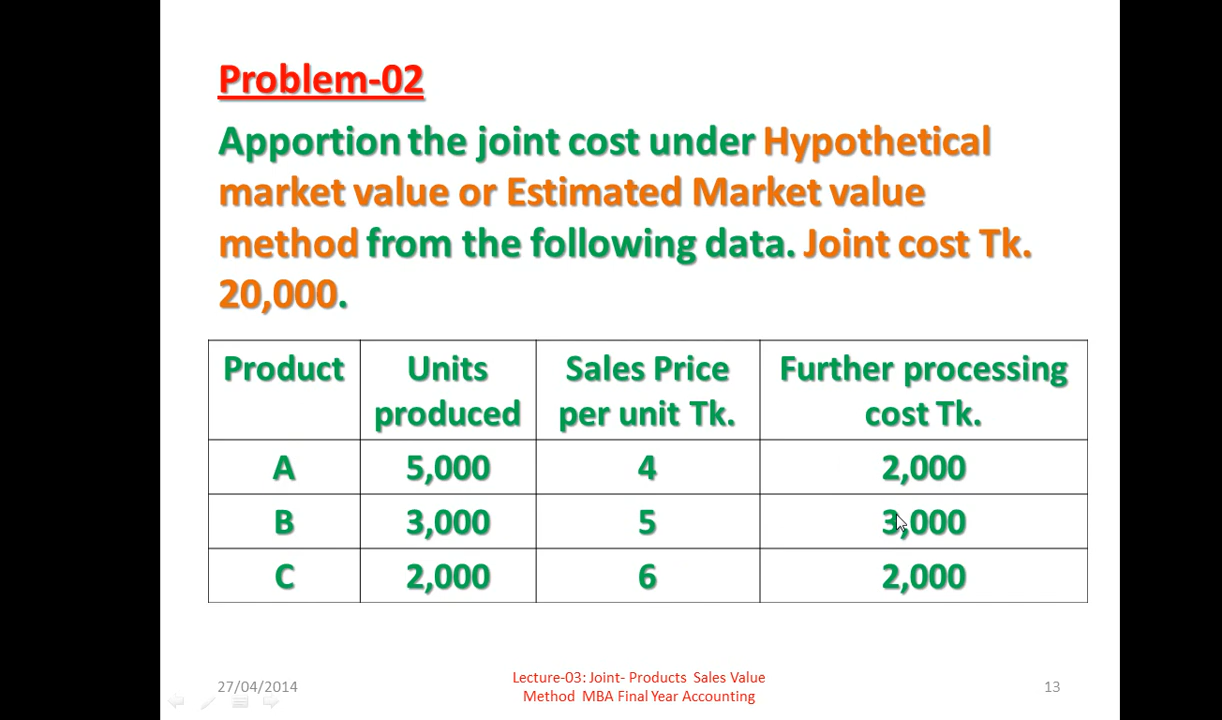 Problem-02
Apportion the joint cost under Hypothetical
market value or Estimated Market value
method from the following data. Joint cost Tk.
20,000.
Product Units produced Sales Price per unit Tk. Further processing cost Tk.
A 5,000 4 2,000
B 3,000 5 3,000
C 2,000 6 2,000
27/04/2014
Lecture-03: Joint- Products Sales Value
Method MBA Final Year Accounting
13